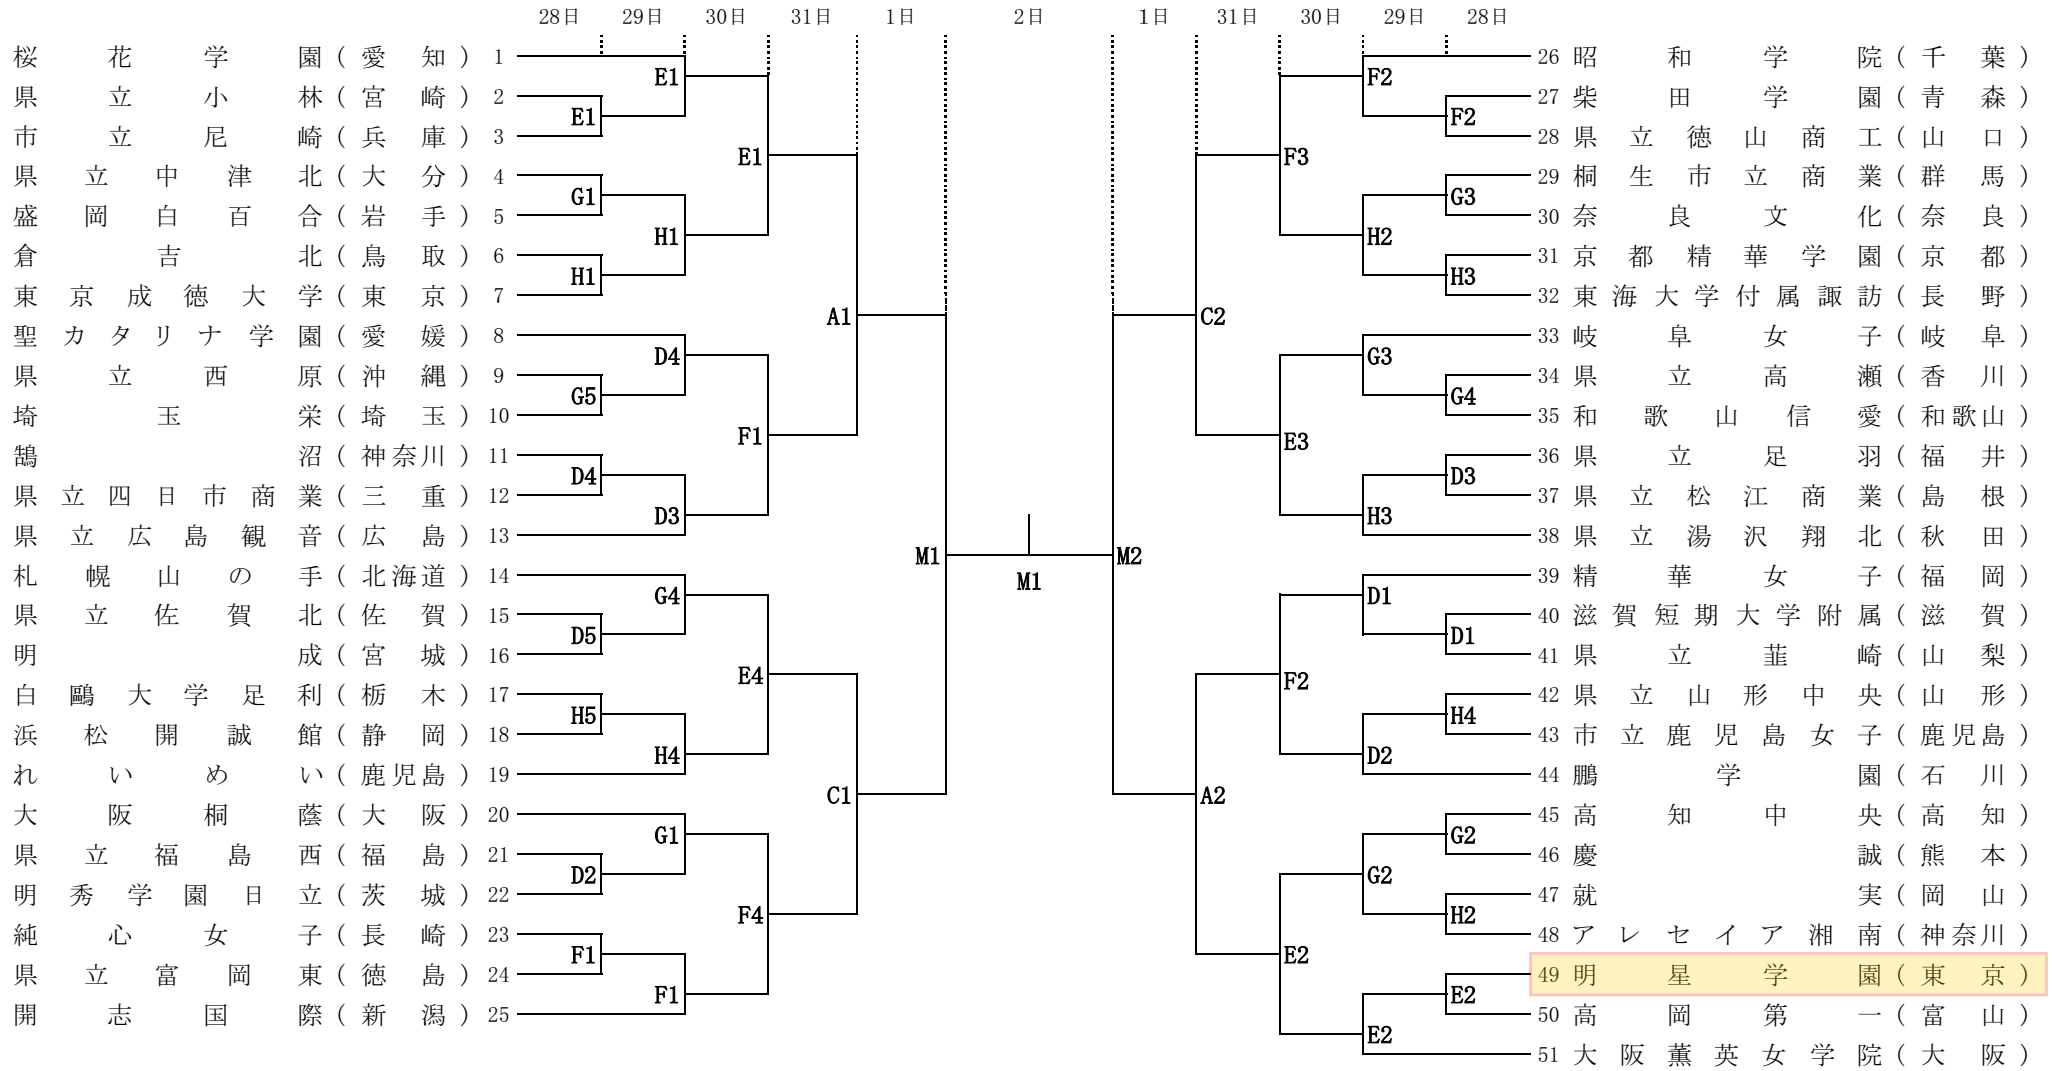 28日 29日 30日 31日 1日 2日 1日 31日 30日 29日 28日
桜花学園(愛知) 1
県立小林(宮崎) 2
市立尼崎(兵庫) 3
県立中津北(大分) 4
盛岡白百合(岩手) 5
倉吉北(鳥取) 6
東京成徳大学(東京) 7
聖カタリナ学園(愛媛) 8
県立西原(沖縄) 9
埼玉栄(埼玉) 10
鵠沼(神奈川) 11
県立四日市商業(三重) 12
県立広島観音(広島) 13
札幌山の手(北海道) 14
県立佐賀北(佐賀) 15
明成(宮城) 16
白鷗大学足利(栃木) 17
浜松開誠館(静岡) 18
れいめい(鹿児島) 19
大阪桐蔭(大阪) 20
県立福島西(福島) 21
明秀学園日立(茨城) 22
純心女子(長崎) 23
県立富岡東(徳島) 24
開志国際(新潟) 25
E1
G1
H1
G5
D4
D5
H5
D2
F1
E1
H1
D4
D3
G4
H4
G1
F1
E1
F1
E4
F4
A1
C1
M1
M1
M2
C2
A2
F3
E3
F2
E2
F2
H2
G3
H3
D1
D2
G2
E2
F2
G3
H3
G4
D3
D1
H4
G2
H2
E2
26 昭和学院(千葉)
27 柴田学園(青森)
28 県立徳山商工(山口)
29 桐生市立商業(群馬)
30 奈良文化(奈良)
31 京都精華学園(京都)
32 東海大学付属諏訪(長野)
33 岐阜女子(岐阜)
34 県立高瀬(香川)
35 和歌山信愛(和歌山)
36 県立足羽(福井)
37 県立松江商業(島根)
38 県立湯沢翔北(秋田)
39 精華女子(福岡)
40 滋賀短期大学附属(滋賀)
41 県立韮崎(山梨)
42 県立山形中央(山形)
43 市立鹿児島女子(鹿児島)
44 鵬学園(石川)
45 高知中央(高知)
46 慶誠(熊本)
47 就実(岡山)
48 アレセイア湘南(神奈川)
49 明星学園(東京)
50 高岡第一(富山)
51 大阪薫英女学院(大阪)